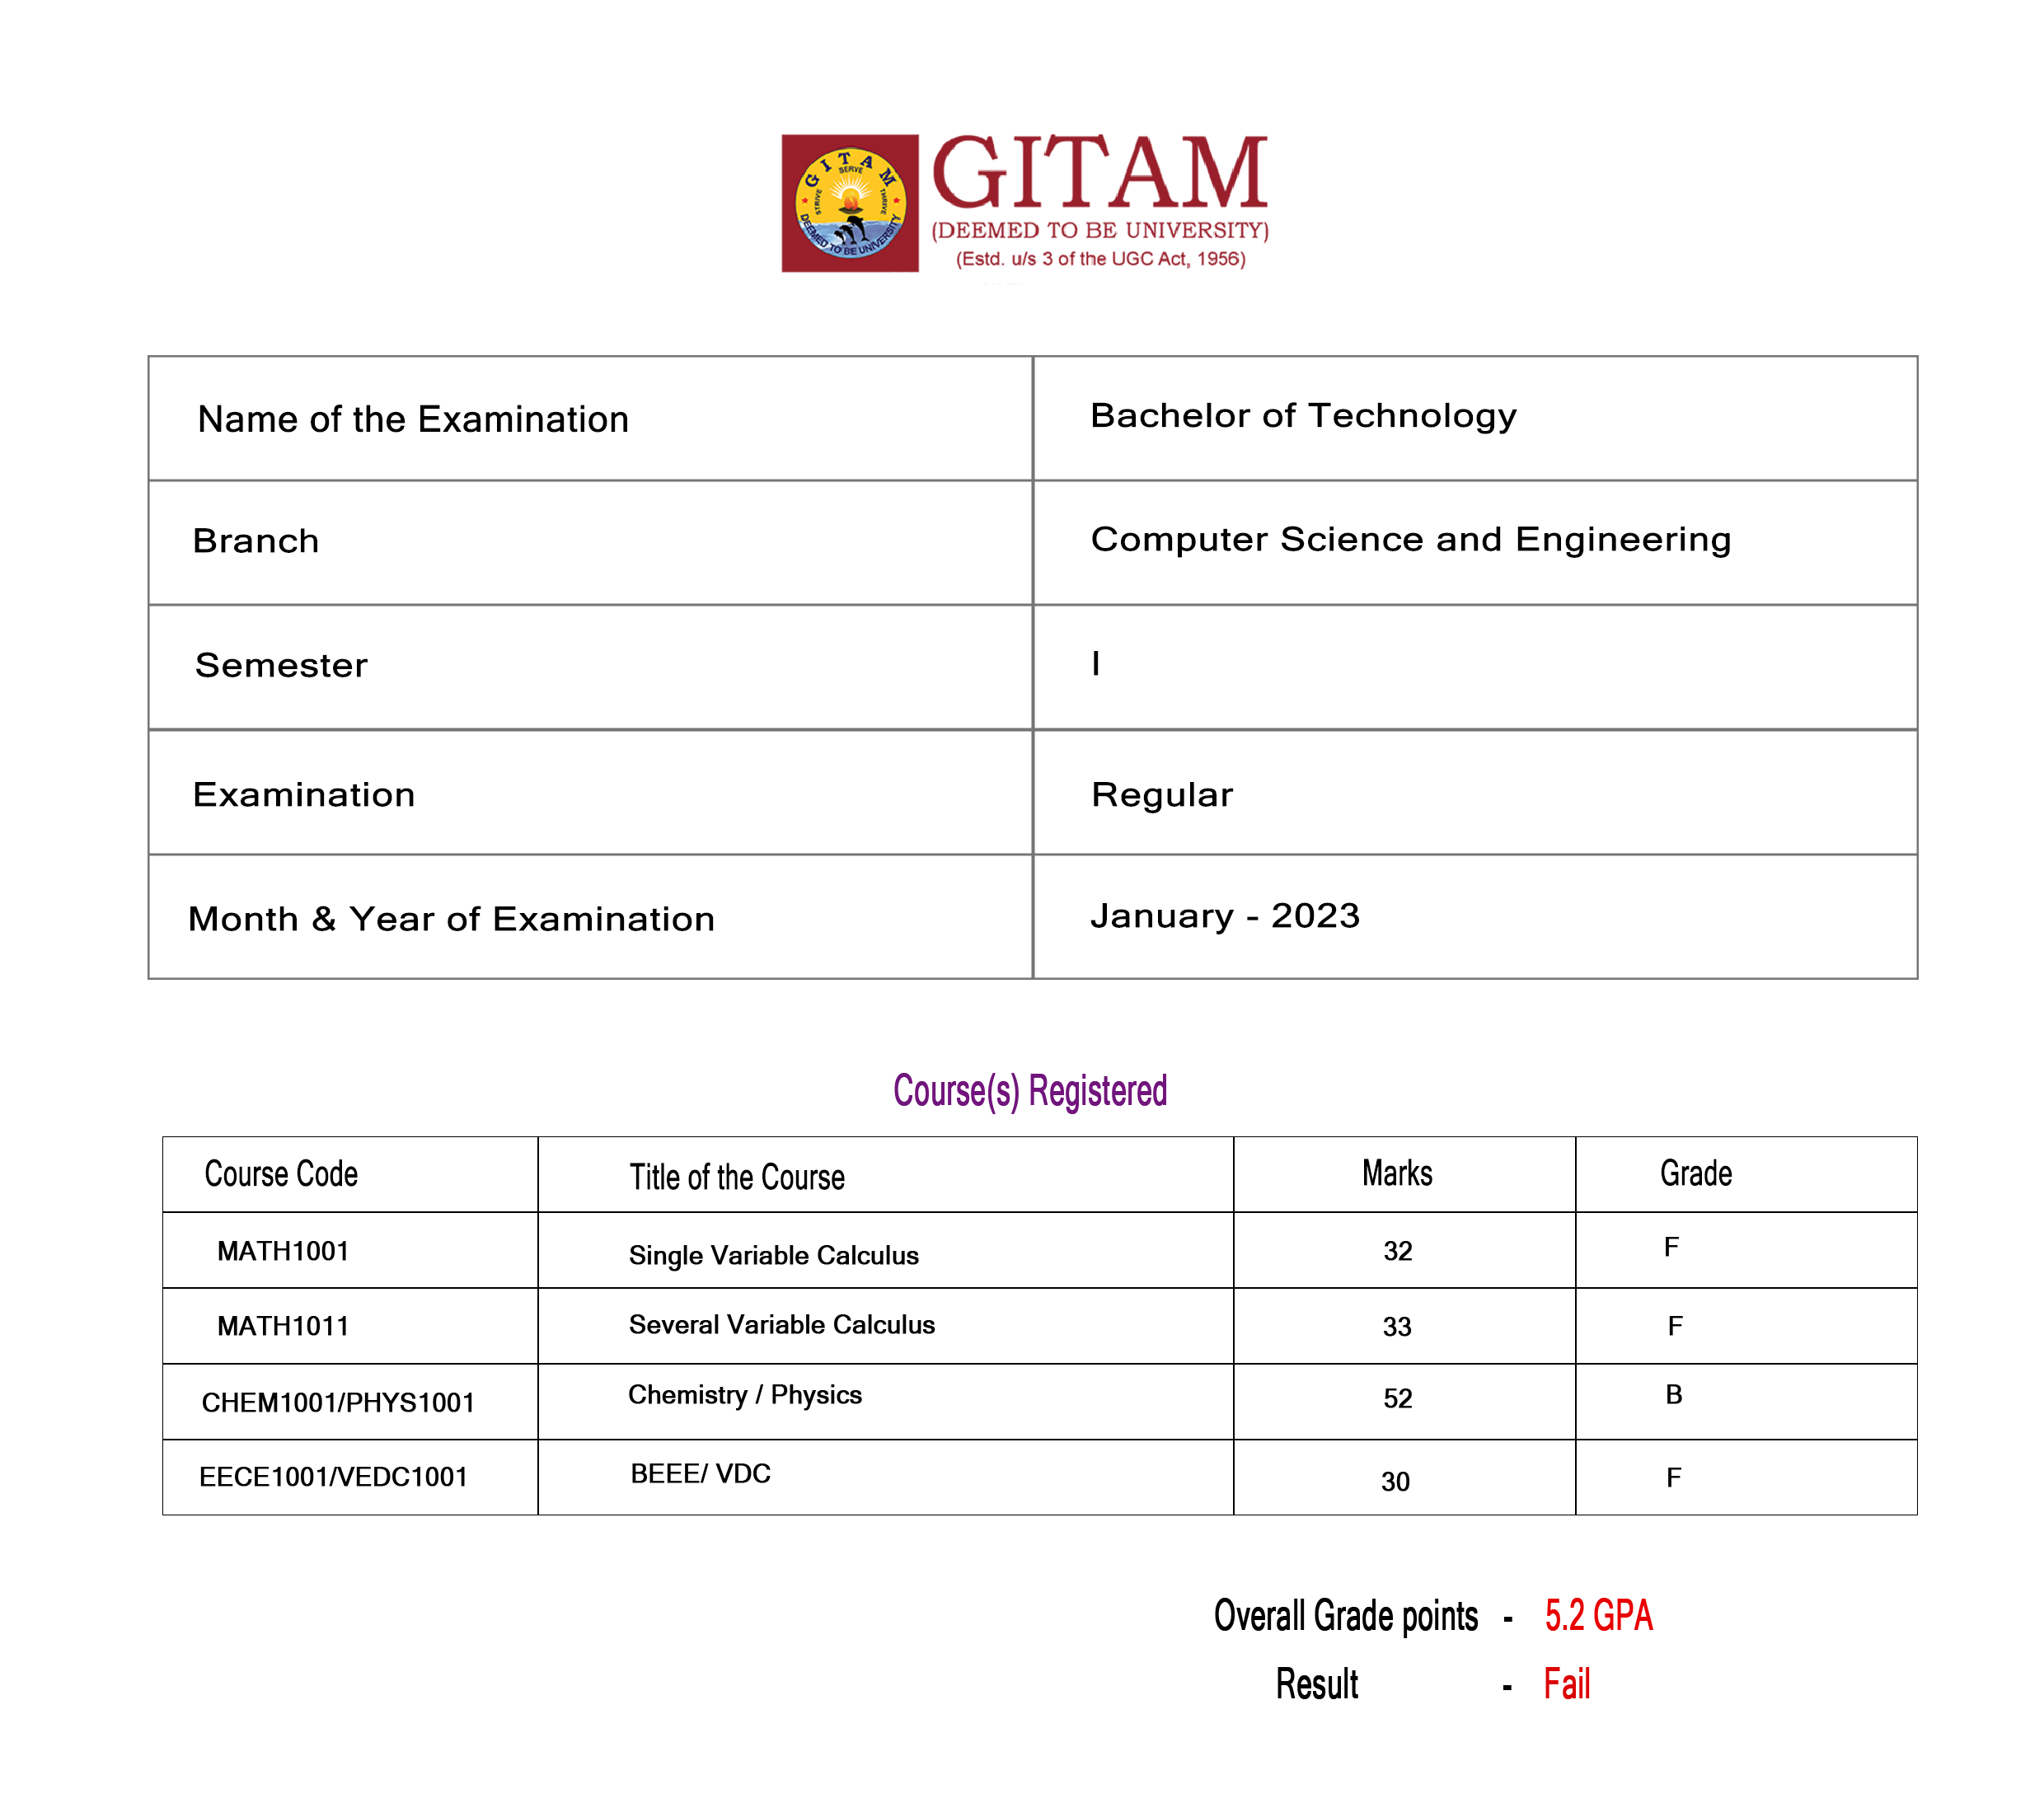 GITAM
SERVE
STRIVE
THRIVE
DEEMED TO BE UNIVERSITY
GITAM
(DEEMED TO BE UNIVERSITY)
(Estd. u/s 3 of the UGC Act, 1956)
Name of the Examination Bachelor of Technology
Branch Computer Science and Engineering
Semester I
Examination Regular
Month & Year of Examination January - 2023
Course(s) Registered
Course Code Title of the Course Marks Grade
MATH1001 Single Variable Calculus 32 F
MATH1011 Several Variable Calculus 33 F
CHEM1001/PHYS1001 Chemistry / Physics 52 B
EECE1001/VEDC1001 BEEE/ VDC 30 F
Overall Grade points - 5.2 GPA
Result - Fail